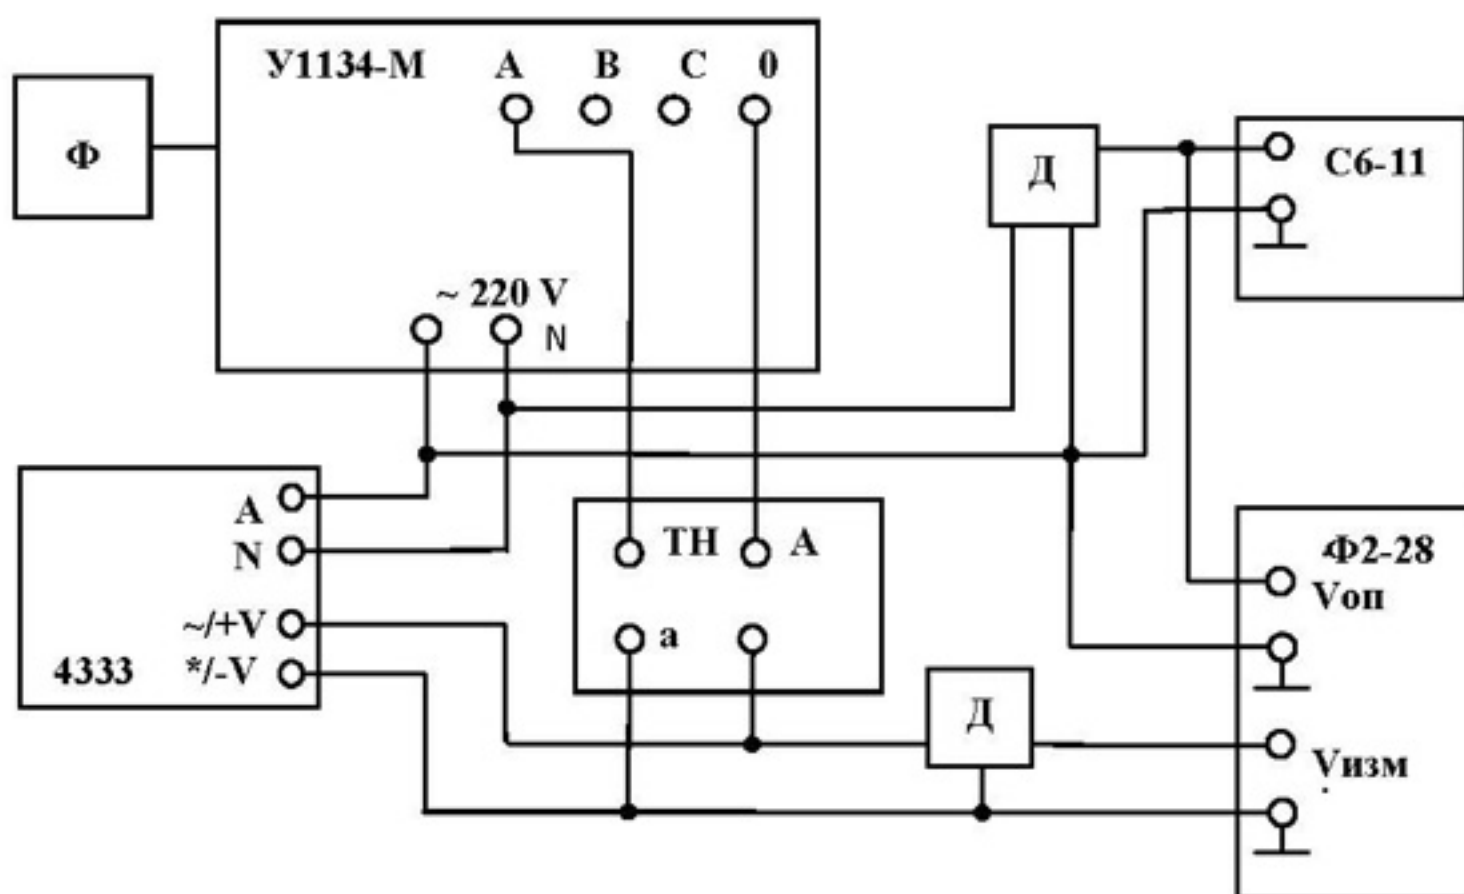 У1134-М А В С 0
Ф
Д
С6-11
~ 220 V
N
А
N
~/+V
4333 */-V
ТН А
а
Д
Ф2-28
Vоп
Vизм